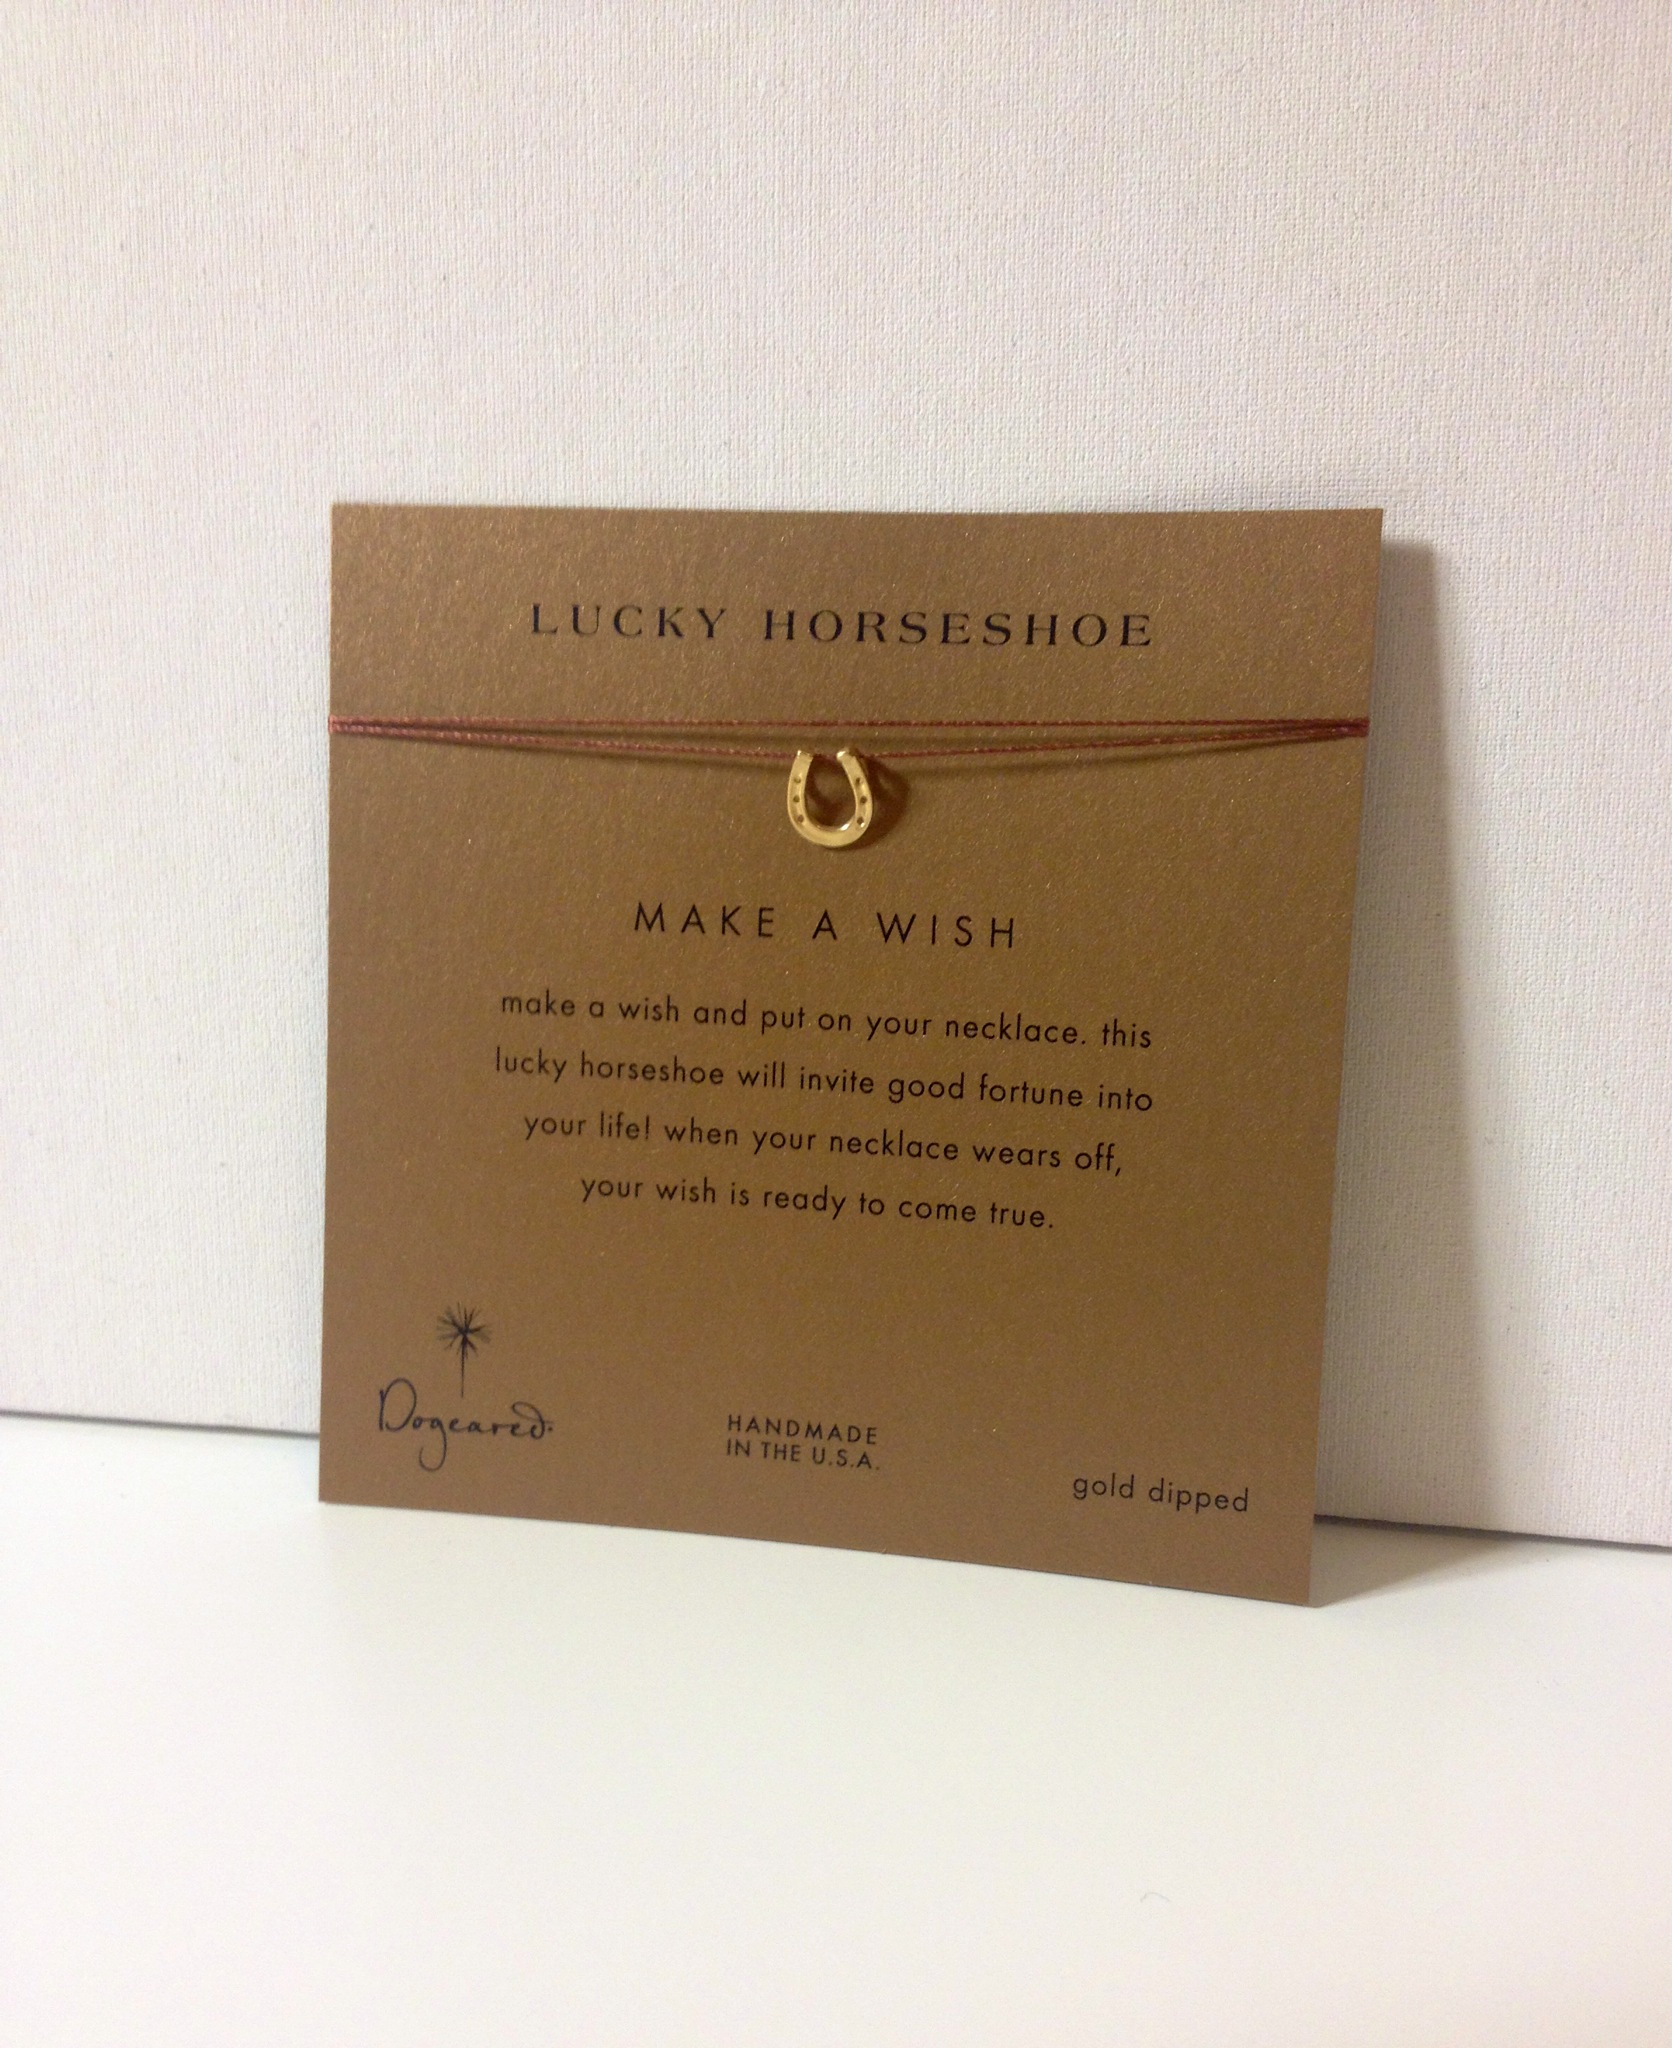 LUCKY HORSESHOE
MAKE A WISH
make a wish and put on your necklace. this
lucky horseshoe will invite good fortune into
your life! when your necklace wears off,
your wish is ready to come true.
Dogeared.
HANDMADE
IN THE U.S.A.
gold dipped